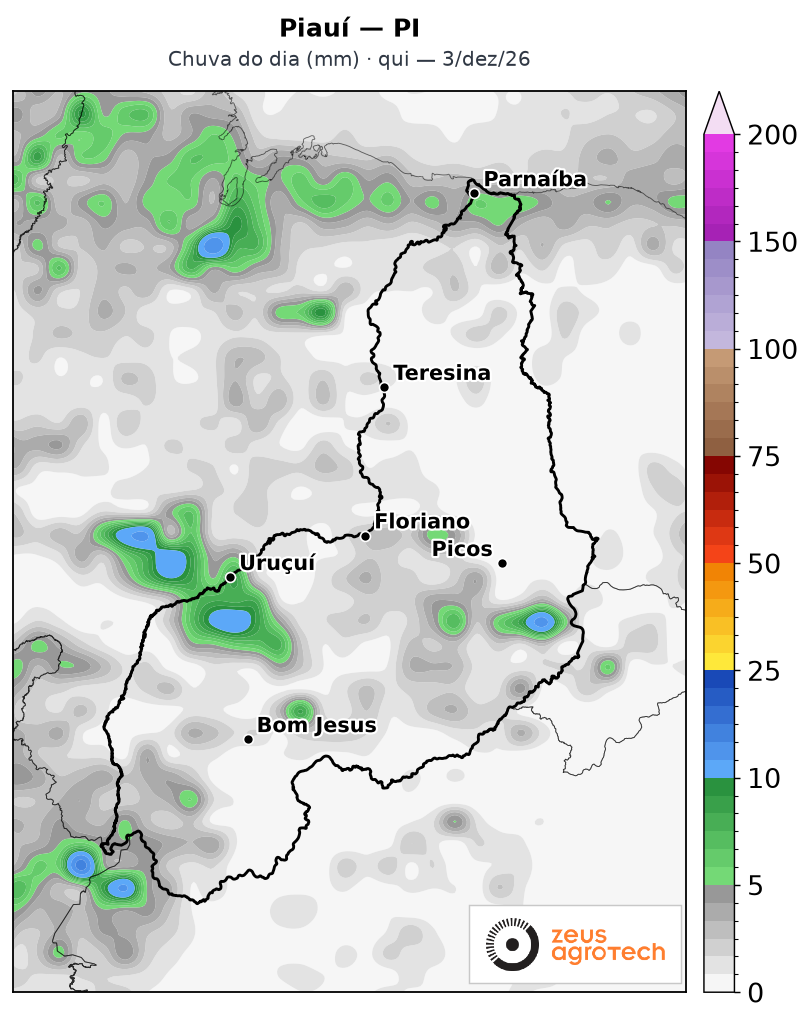 Piauí — PI
Chuva do dia (mm) · qui — 3/dez/26
Parnaíba
Teresina
Floriano
Picos
Uruçuí
Bom Jesus
200
150
100
75
50
25
10
5
0
zeus
agrotech